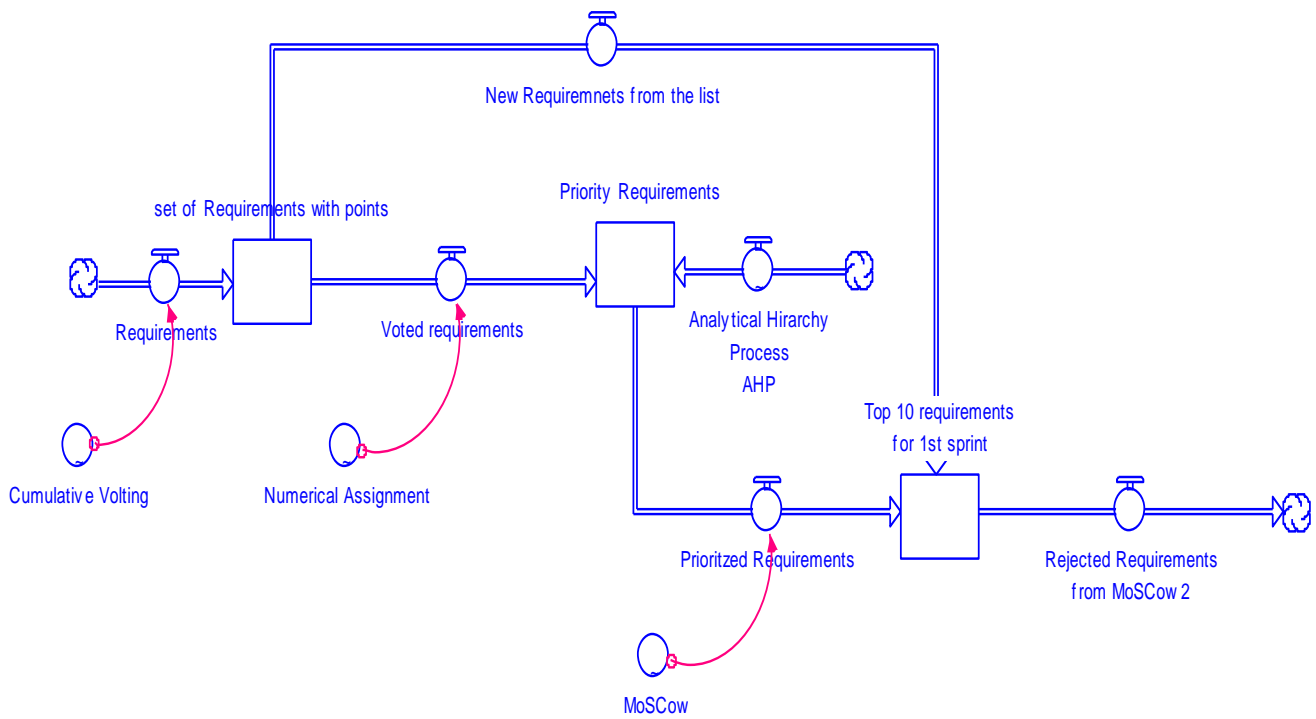 New Requiremnets from the list
Priority Requirements
set of Requirements with points
Requirements
Voted requirements
Analytical Hirarchy
Process
AHP
Top 10 requirements
for 1st sprint
Cumulative Volting
Numerical Assignment
Prioritzed Requirements
Rejected Requirements
from MoSCow 2
MoSCow